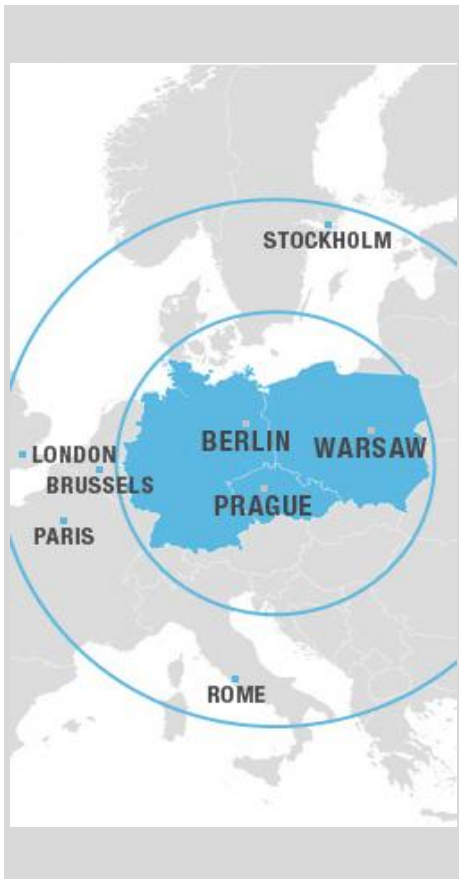 STOCKHOLM
BERLIN
WARSAW
LONDON
BRUSSELS
PRAGUE
PARIS
ROME